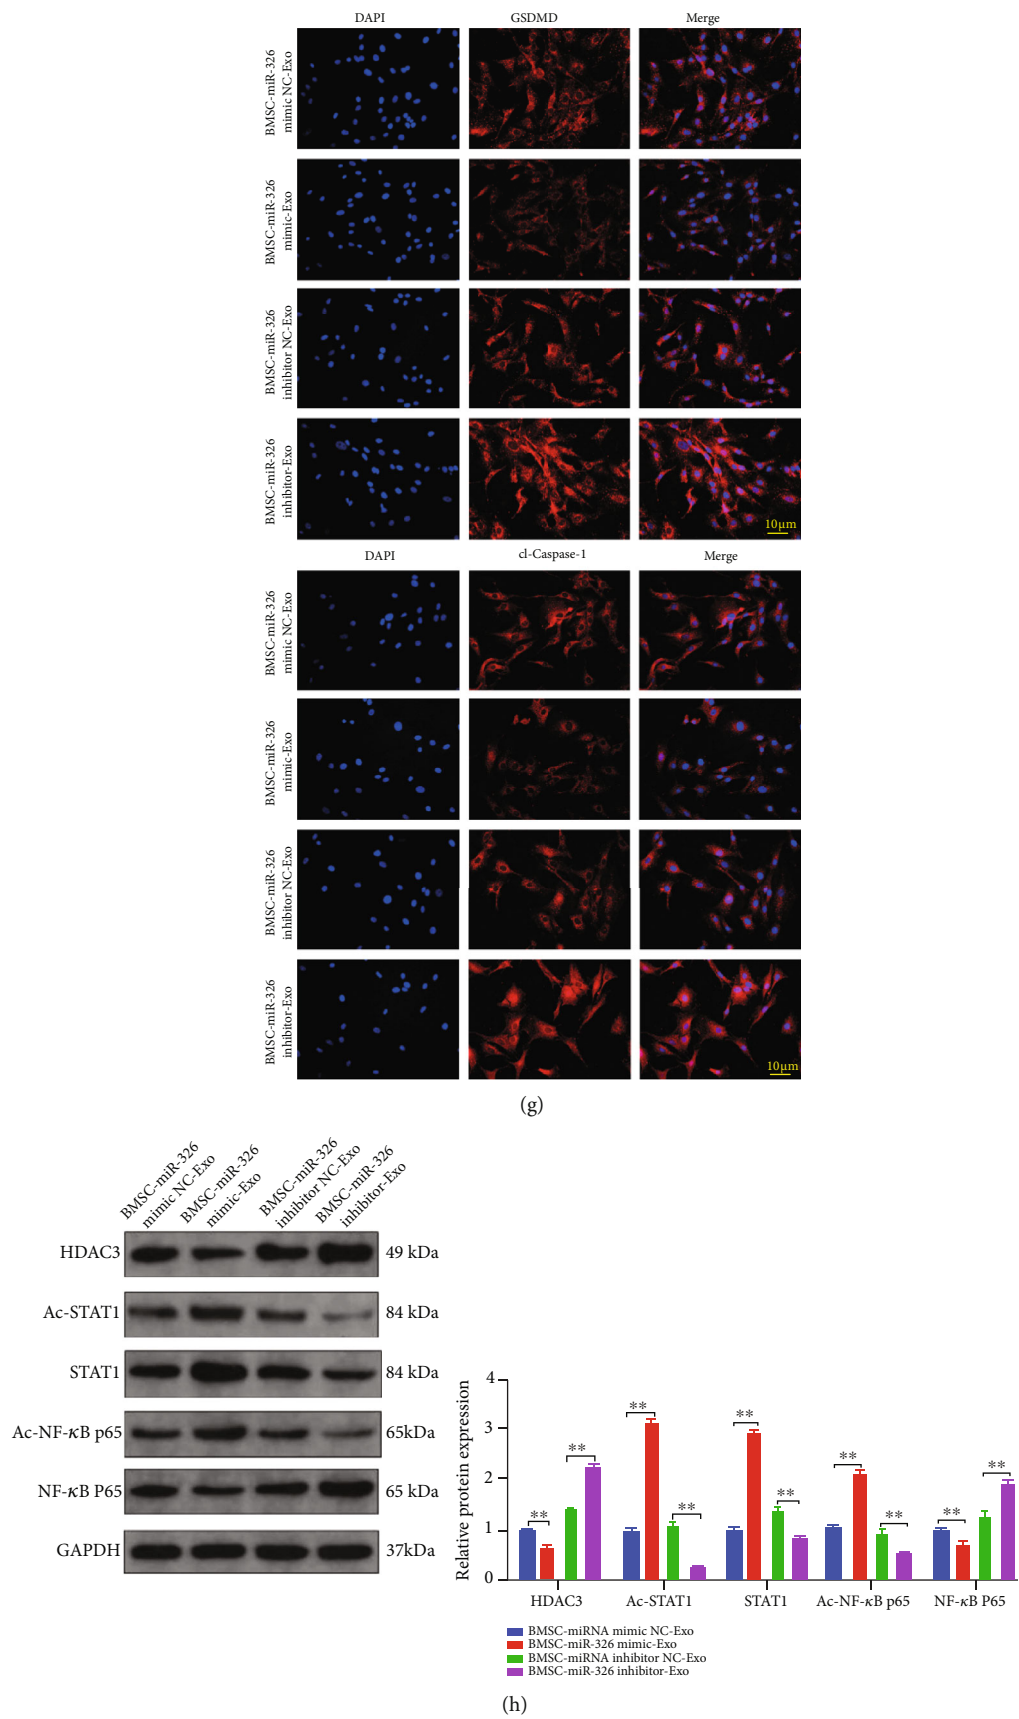 DAPI GSDMD Merge
BMSC-miR-326
mimic NC-Exo
BMSC-miR-326
mimic-Exo
BMSC-miR-326
inhibitor NC-Exo
BMSC-miR-326
inhibitor-Exo
10 µm
DAPI cl-Caspase-1 Merge
BMSC-miR-326
mimic NC-Exo
BMSC-miR-326
mimic-Exo
BMSC-miR-326
inhibitor NC-Exo
BMSC-miR-326
inhibitor-Exo
10 µm
(g)
BMSC-miR-326
mimic NC-Exo
BMSC-miR-326
mimic-Exo
BMSC-miR-326
inhibitor NC-Exo
BMSC-miR-326
inhibitor-Exo
HDAC3 49 kDa
Ac-STAT1 84 kDa
STAT1 84 kDa
Ac-NF-κB p65 65kDa
NF-κB P65 65 kDa
GAPDH 37kDa
Relative protein expression
4
3
2
1
0
** ** ** ** ** ** ** ** ** **
HDAC3 Ac-STAT1 STAT1 Ac-NF-κB p65 NF-κB P65
BMSC-miRNA mimic NC-Exo
BMSC-miR-326 mimic-Exo
BMSC-miRNA inhibitor NC-Exo
BMSC-miR-326 inhibitor-Exo
(h)